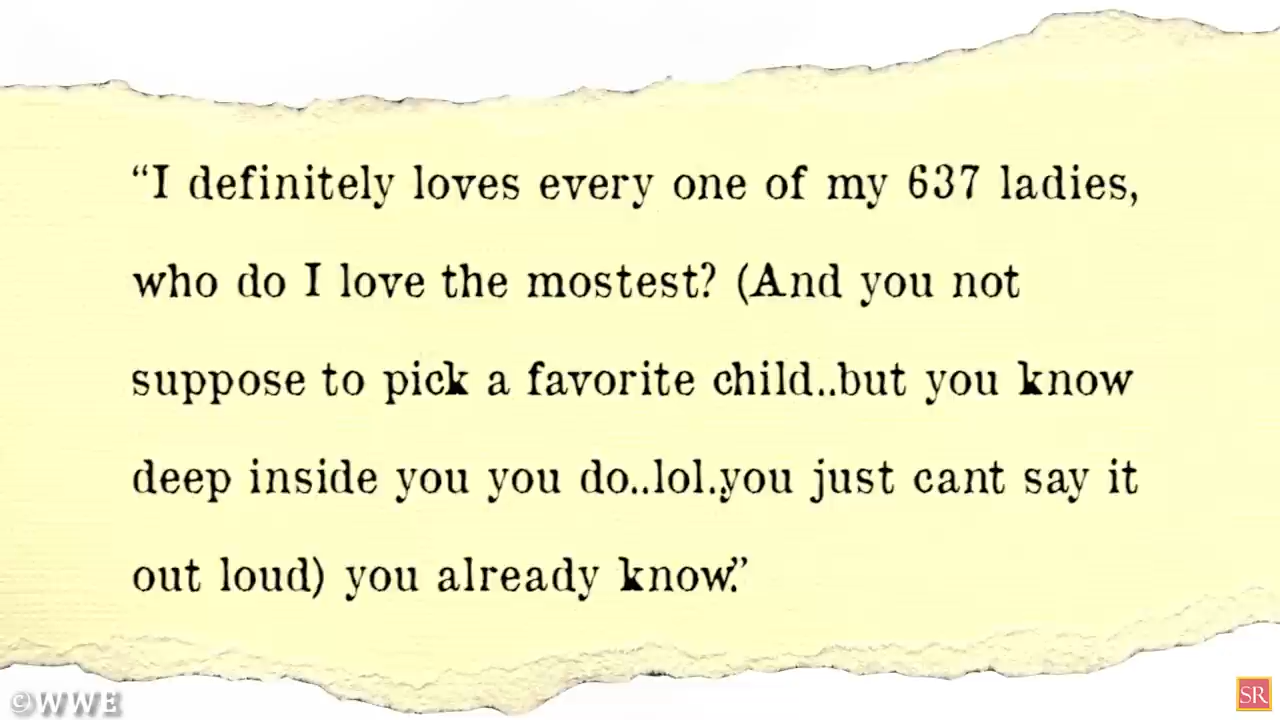 “I definitely loves every one of my 637 ladies,
who do I love the mostest? (And you not
suppose to pick a favorite child..but you know
deep inside you you do..lol.you just cant say it
out loud) you already know.”
©WWE
SR